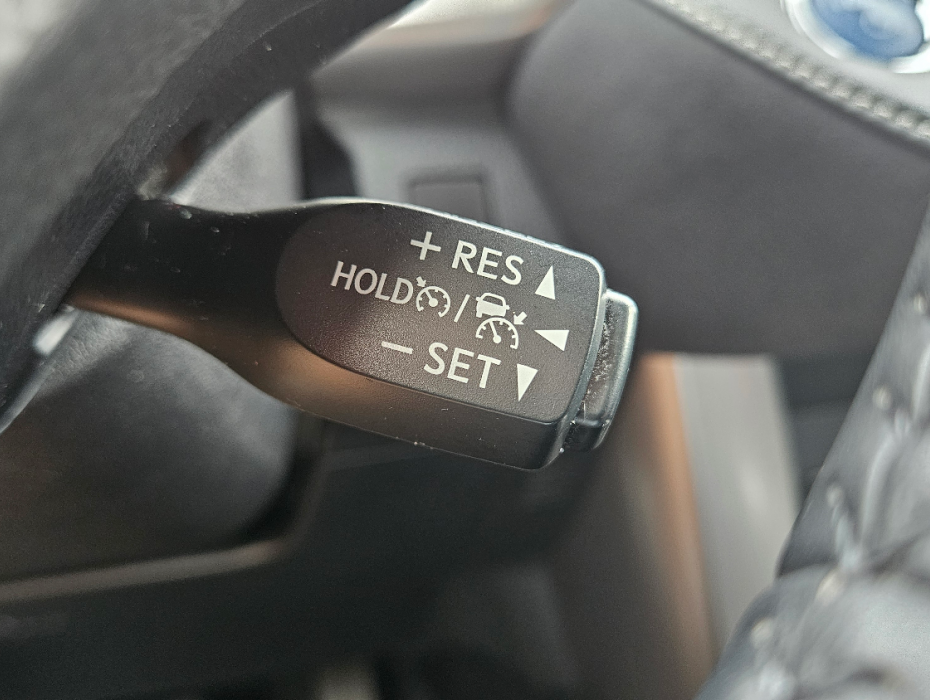 + RES
HOLD /
− SET